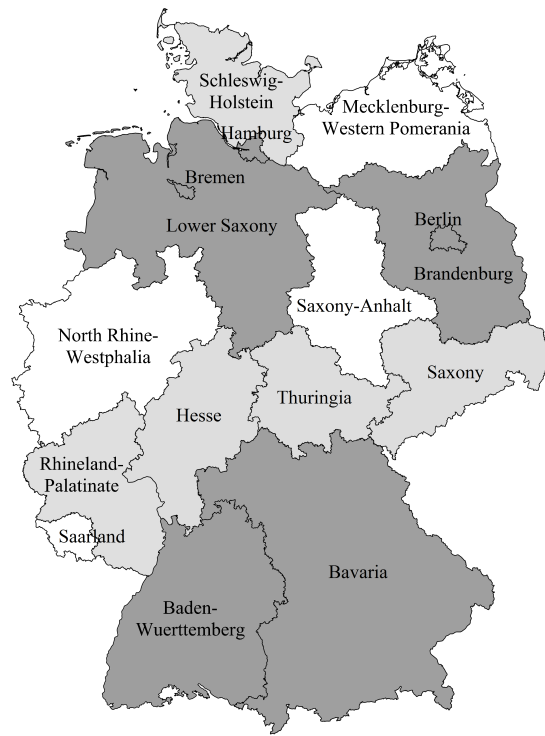 Schleswig-
Holstein
Mecklenburg-
Western Pomerania
Hamburg
Bremen
Lower Saxony
Berlin
Brandenburg
Saxony-Anhalt
North Rhine-
Westphalia
Saxony
Thuringia
Hesse
Rhineland-
Palatinate
Saarland
Bavaria
Baden-
Wuerttemberg